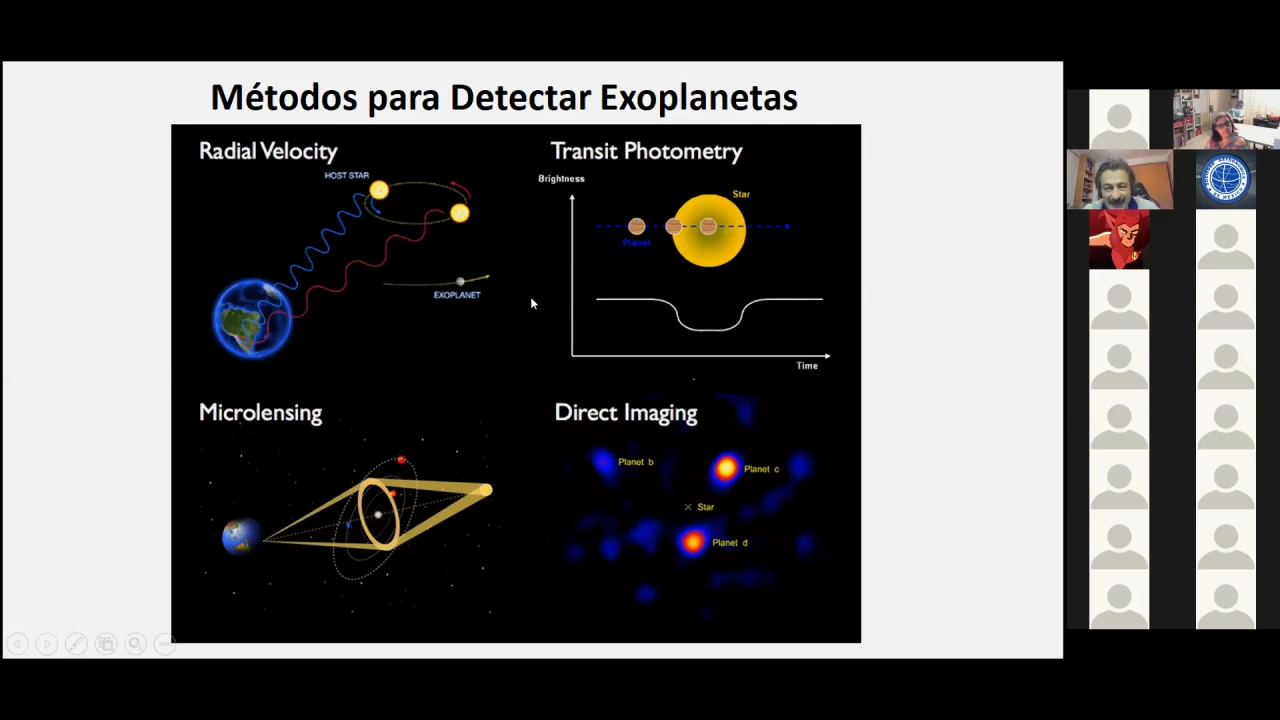 Métodos para Detectar Exoplanetas
Radial Velocity
HOST STAR
EXOPLANET
Transit Photometry
Brightness
Star
Planet
Time
Microlensing
Direct Imaging
Planet b
Planet c
Star
Planet d